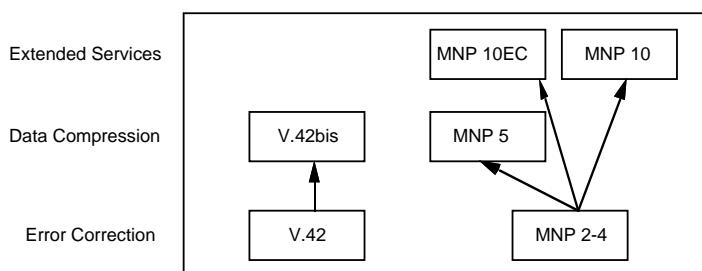 Extended Services
MNP 10EC
MNP 10
Data Compression
V.42bis
MNP 5
Error Correction
V.42
MNP 2-4